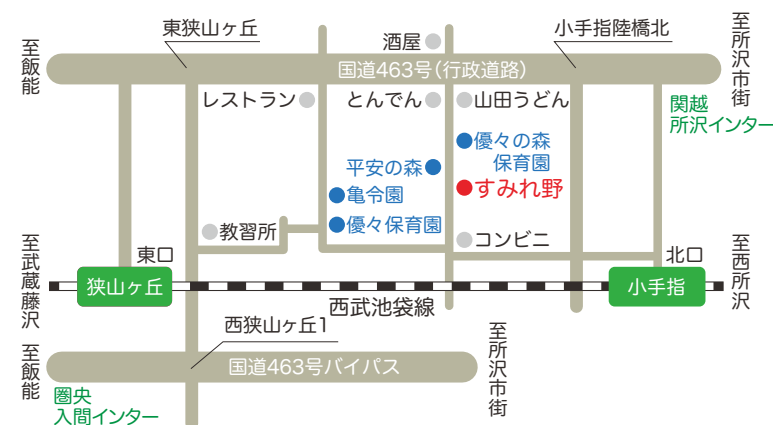 至飯能
東狭山ヶ丘
酒屋
小手指陸橋北
至所沢市街
国道463号(行政道路)
レストラン
とんでん
山田うどん
関越
所沢インター
優々の森
保育園
平安の森
すみれ野
亀令園
優々保育園
教習所
コンビニ
至武蔵藤沢
東口
北口
至西所沢
狭山ヶ丘
小手指
西武池袋線
西狭山ヶ丘1
至所沢市街
至飯能
国道463号バイパス
圏央
入間インター